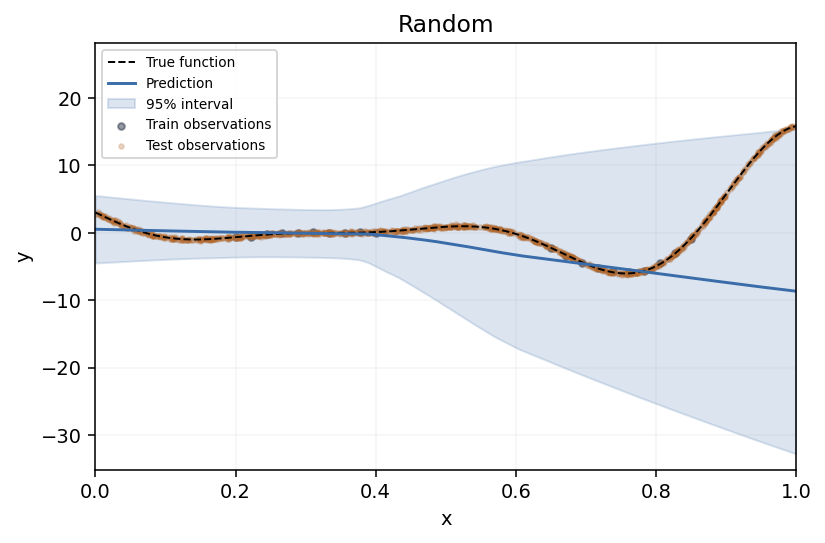 Random
True function
Prediction
95% interval
Train observations
Test observations
20
10
0
−10
−20
−30
y
0.0 0.2 0.4 0.6 0.8 1.0
x